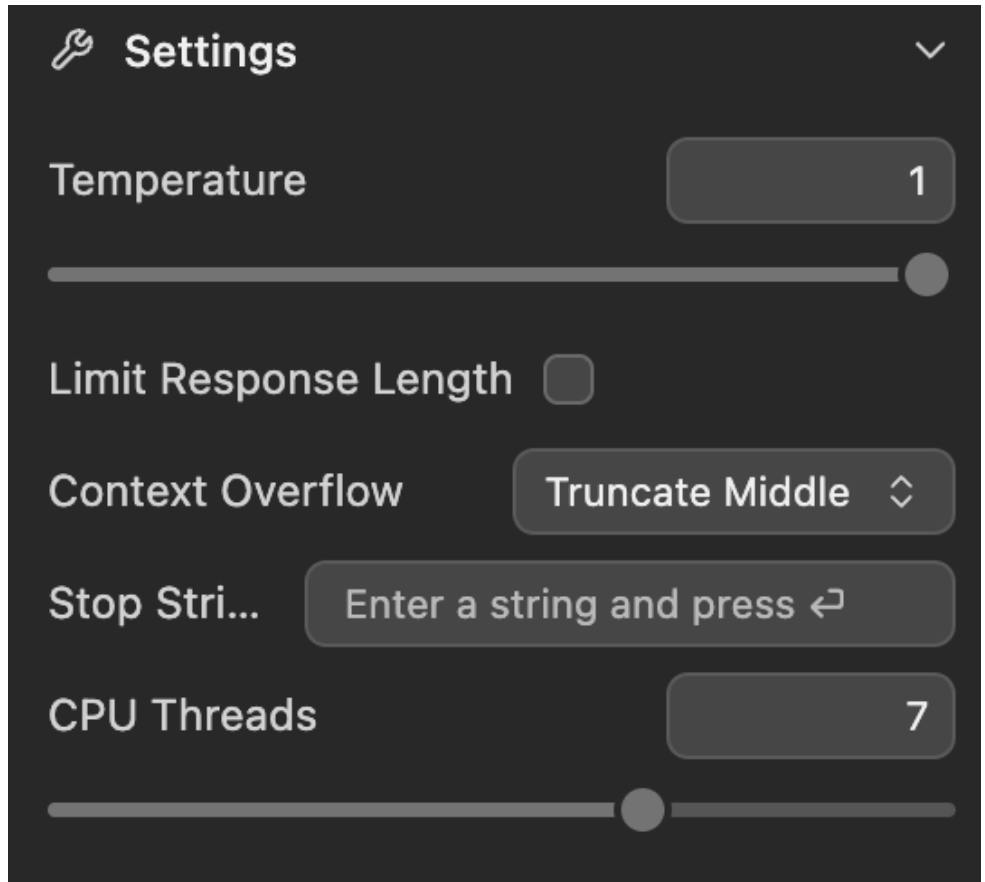 Settings
Temperature 1
Limit Response Length
Context Overflow Truncate Middle
Stop Stri... Enter a string and press ↵
CPU Threads 7